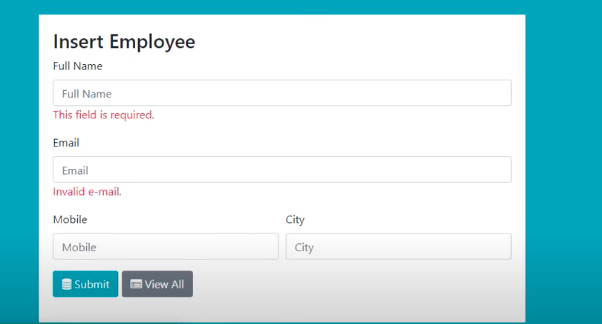 Insert Employee
Full Name
Full Name
This field is required.
Email
Email
Invalid e-mail.
Mobile City
Mobile City
Submit View All